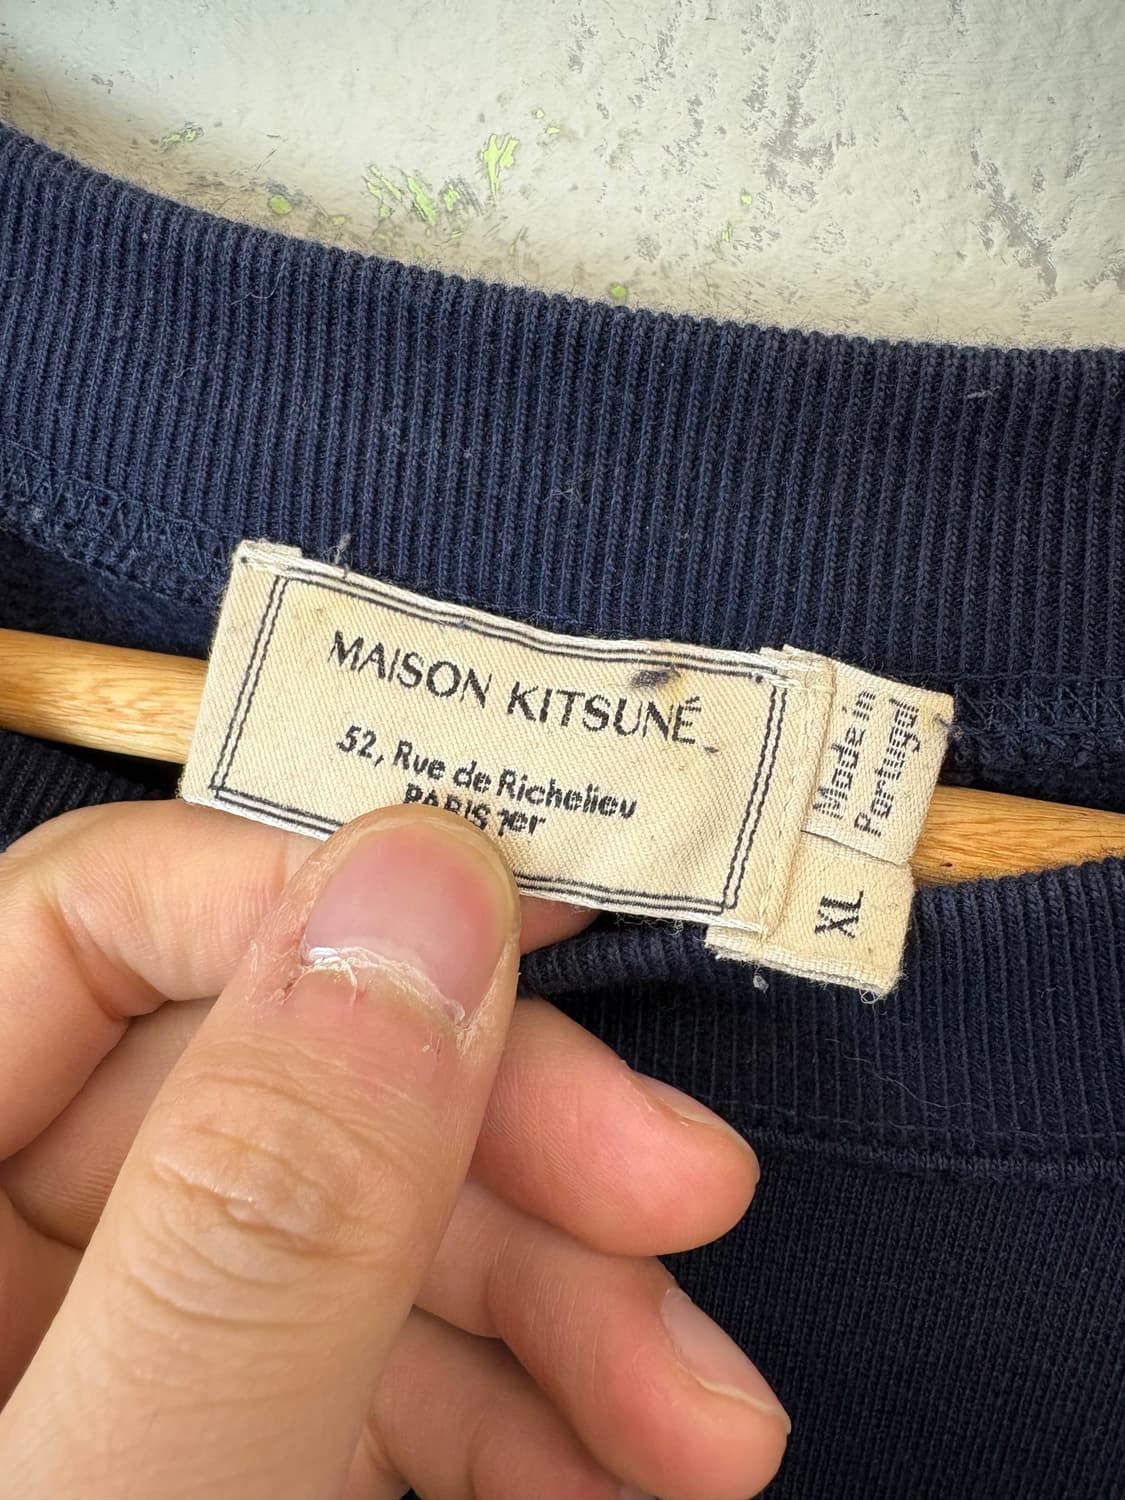 MAISON KITSUNÉ
52, Rue de Richelieu
PARIS 1er
Made in
Portugal
XL